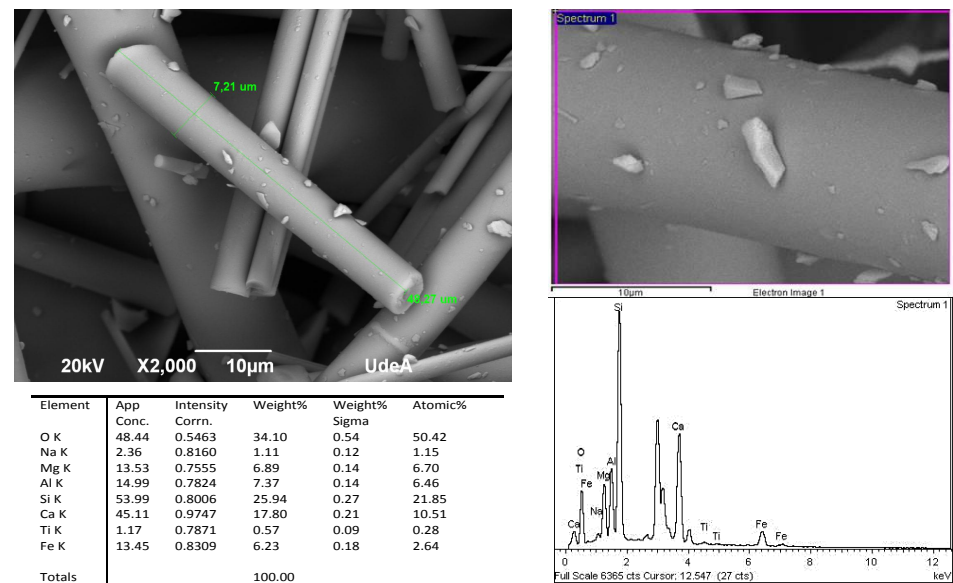 7,21 um
48,27 um
20kV X2,000 10µm UdeA
Spectrum 1
10µm Electron Image 1
Element App Conc. Intensity Corrn. Weight% Weight% Sigma Atomic%
O K 48.44 0.5463 34.10 0.54 50.42
Na K 2.36 0.8160 1.11 0.12 1.15
Mg K 13.53 0.7555 6.89 0.14 6.70
Al K 14.99 0.7824 7.37 0.14 6.46
Si K 53.99 0.8006 25.94 0.27 21.85
Ca K 45.11 0.9747 17.80 0.21 10.51
Ti K 1.17 0.7871 0.57 0.09 0.28
Fe K 13.45 0.8309 6.23 0.18 2.64
Totals 100.00
Spectrum 1
Si
Ca
O
Al
Ti
Mg
Fe
Na
Ca
Ti
Ti
Fe
Fe
0 2 4 6 8 10 12
Full Scale 6365 cts Cursor: 12.547 (27 cts) keV